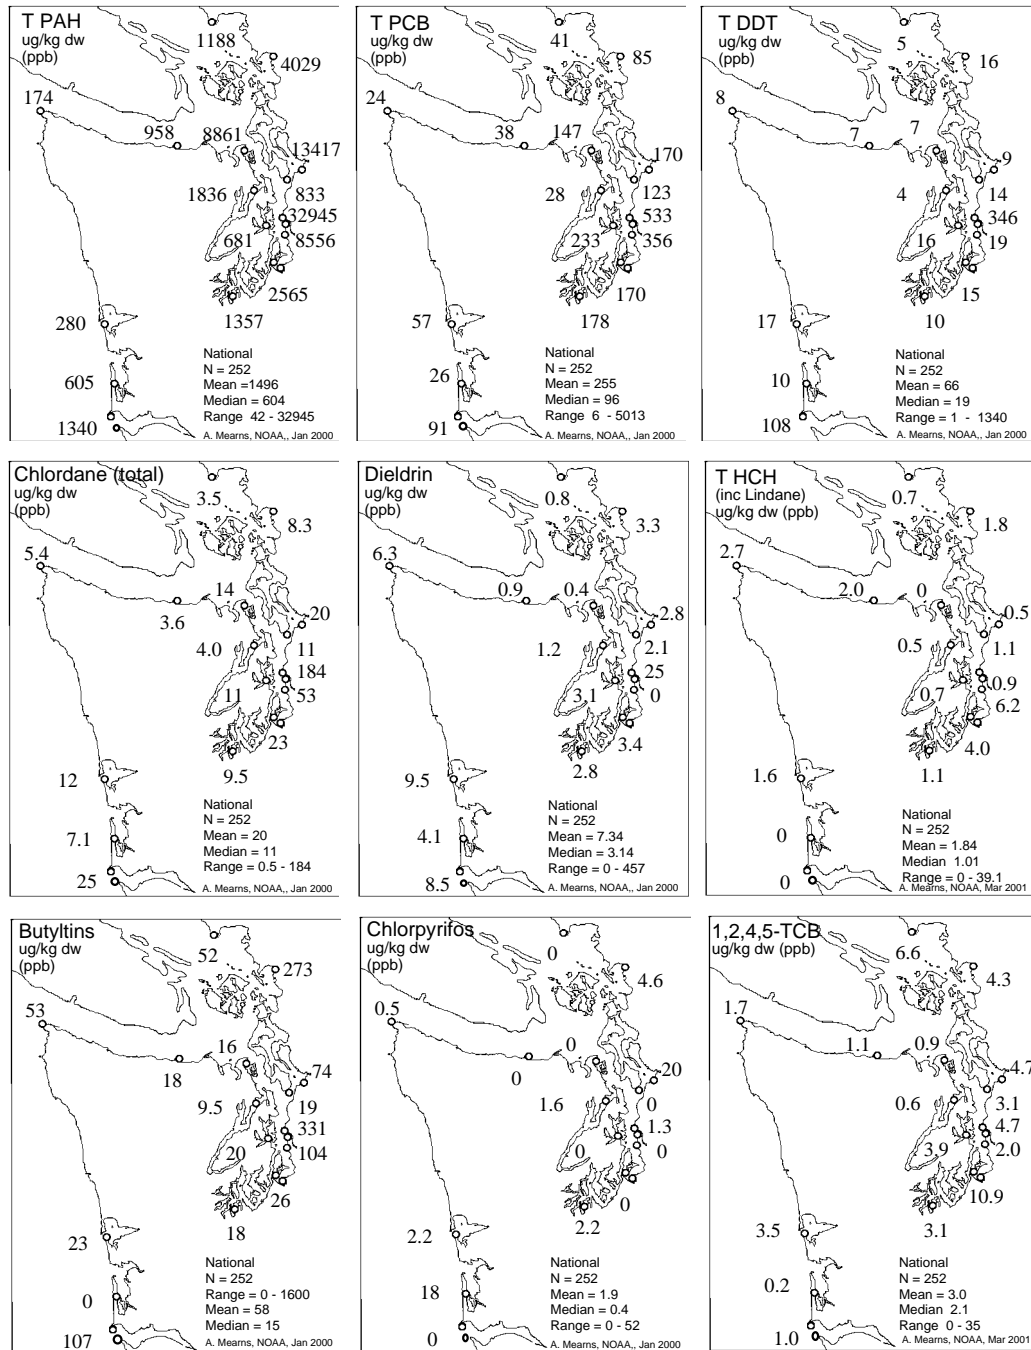 T PAH
ug/kg dw
(ppb)
1188
4029
174
958
8861
13417
1836
833
32945
681
8556
2565
1357
280
605
1340
National
N = 252
Mean =1496
Median = 604
Range 42 - 32945
A. Mearns, NOAA,, Jan 2000
T PCB
ug/kg dw
(ppb)
41
85
24
38
147
170
28
123
533
233
356
170
178
57
26
91
National
N = 252
Mean = 255
Median = 96
Range 6 - 5013
A. Mearns, NOAA,, Jan 2000
T DDT
ug/kg dw
(ppb)
5
16
8
7
7
9
4
14
346
16
19
15
10
17
10
108
National
N = 252
Mean = 66
Median = 19
Range = 1 - 1340
A. Mearns, NOAA,, Jan 2000
Chlordane (total)
ug/kg dw
(ppb)
3.5
8.3
5.4
14
3.6
20
4.0
11
184
11
53
23
9.5
12
7.1
25
National
N = 252
Mean = 20
Median = 11
Range = 0.5 - 184
A. Mearns, NOAA,, Jan 2000
Dieldrin
ug/kg dw
(ppb)
0.8
3.3
6.3
0.9
0.4
2.8
1.2
2.1
25
3.1
0
3.4
2.8
9.5
4.1
8.5
National
N = 252
Mean = 7.34
Median = 3.14
Range = 0 - 457
A. Mearns, NOAA,, Jan 2000
T HCH
(inc Lindane)
ug/kg dw (ppb)
0.7
1.8
2.7
2.0
0
0.5
0.5
1.1
0.9
0.7
6.2
4.0
1.1
1.6
0
0
National
N = 252
Mean = 1.84
Median 1.01
Range = 0 - 39.1
A. Mearns, NOAA, Mar 2001
Butyltins
ug/kg dw
(ppb)
52
273
53
16
18
74
9.5
19
331
20
104
26
18
23
0
107
National
N = 252
Range = 0 - 1600
Mean = 58
Median = 15
A. Mearns, NOAA, Jan 2000
Chlorpyrifos
ug/kg dw
(ppb)
0
4.6
0.5
0
0
20
1.6
0
1.3
0
0
0
2.2
2.2
18
0
National
N = 252
Mean = 1.9
Median = 0.4
Range = 0 - 52
A. Mearns, NOAA, Jan 2000
1,2,4,5-TCB
ug/kg dw (ppb)
6.6
4.3
1.7
1.1
0.9
4.7
0.6
3.1
4.7
3.9
2.0
10.9
3.1
3.5
0.2
1.0
National
N = 252
Mean = 3.0
Median 2.1
Range = 0 - 35
A. Mearns, NOAA, Mar 2001